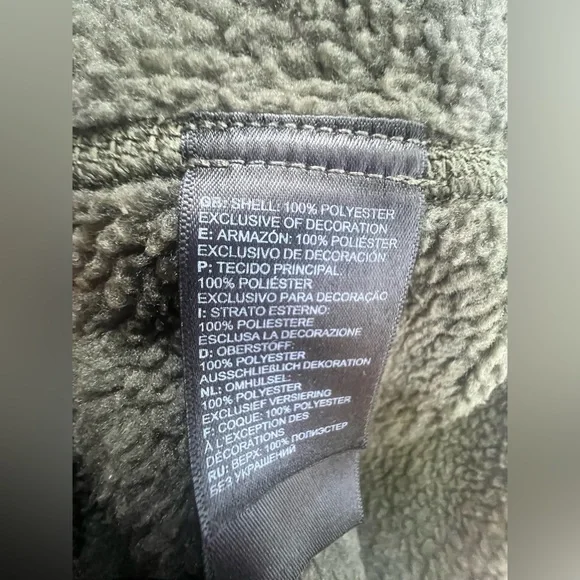 GB: SHELL: 100% POLYESTER
EXCLUSIVE OF DECORATION
E: ARMAZÓN: 100% POLIÉSTER
EXCLUSIVO DE DECORACIÓN
P: TECIDO PRINCIPAL:
100% POLIÉSTER
EXCLUSIVO PARA DECORAÇÃO
I: STRATO ESTERNO:
100% POLIESTERE
ESCLUSA LA DECORAZIONE
D: OBERSTOFF:
100% POLYESTER
AUSSCHLIEßLICH DEKORATION
NL: OMHULSEL:
100% POLYESTER
EXCLUSIEF VERSIERING
F: COQUE: 100% POLYESTER
À L'EXCEPTION DES
DÉCORATIONS
RU: ВЕРХ: 100% ПОЛИЭСТЕР
БЕЗ УКРАШЕНИЙ